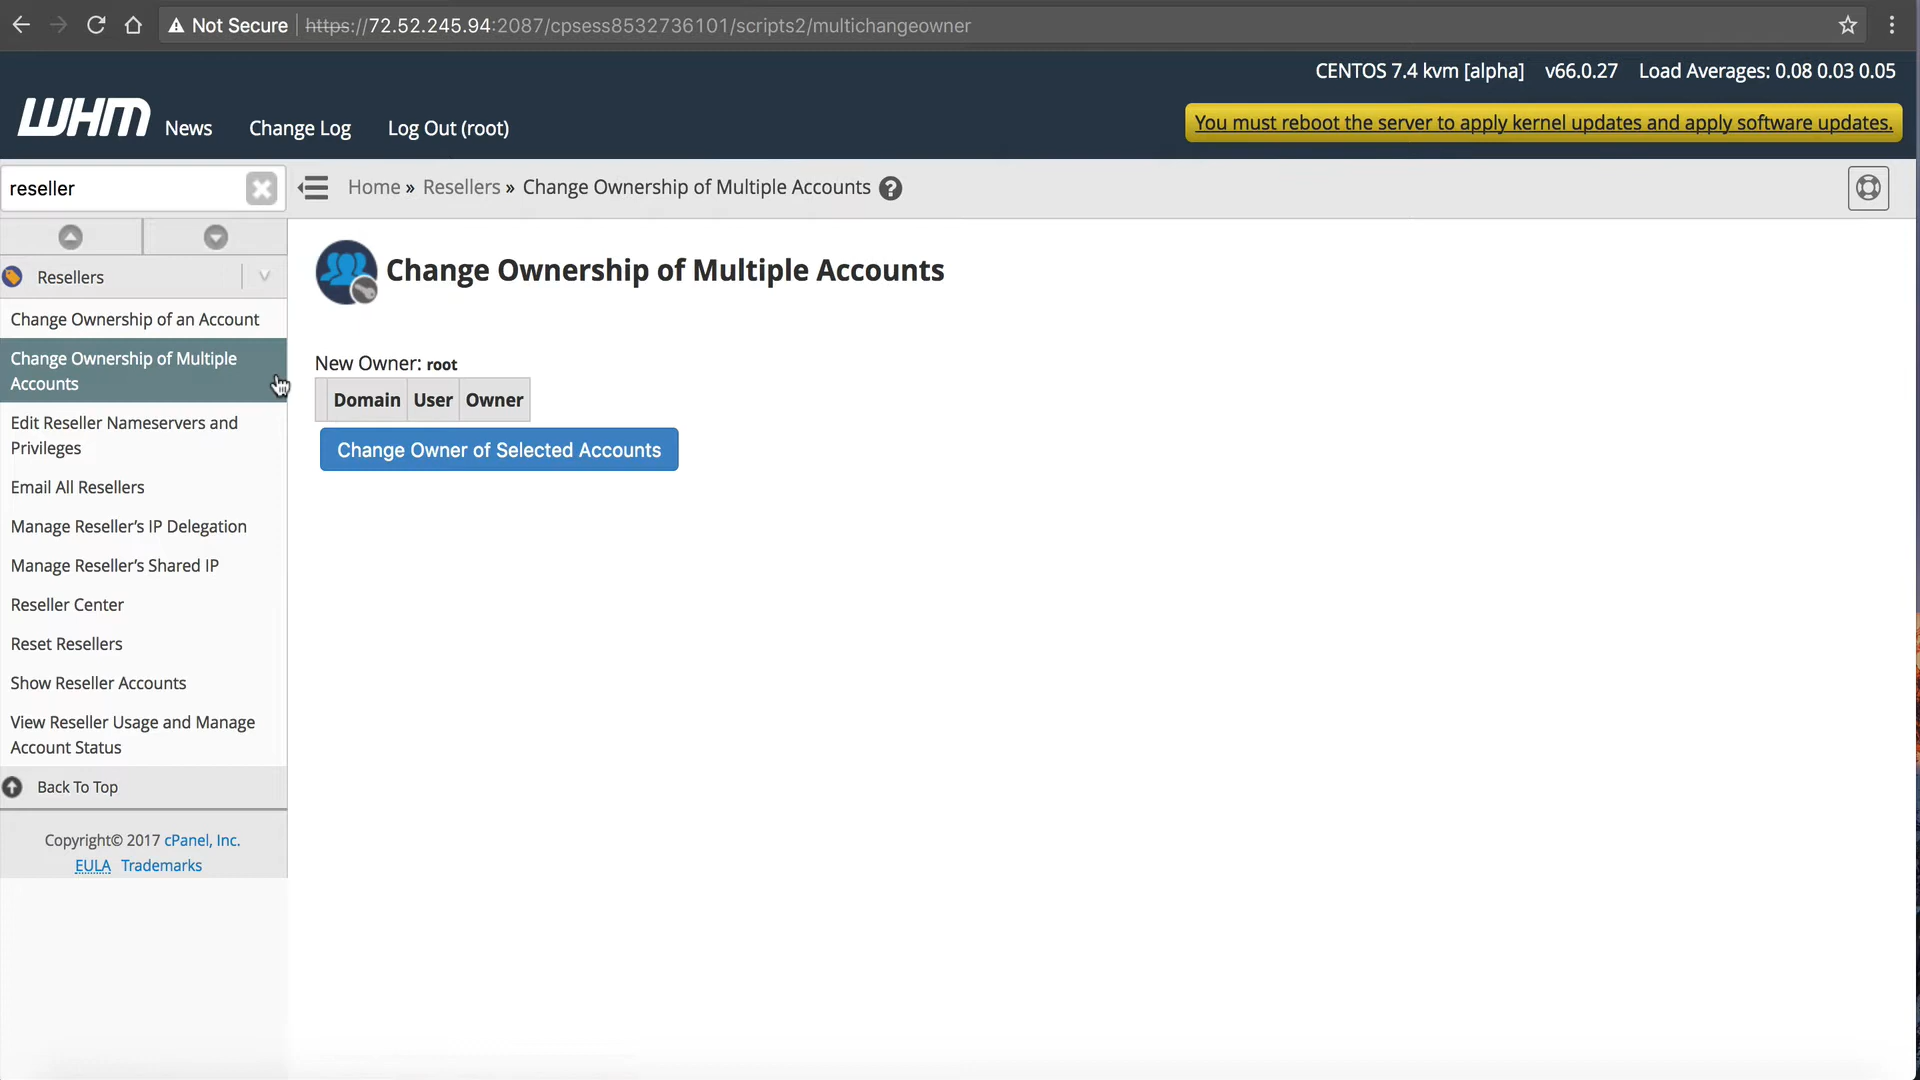 Not Secure https://72.52.245.94:2087/cpsess8532736101/scripts2/multichangeowner
CENTOS 7.4 kvm [alpha] v66.0.27 Load Averages: 0.08 0.03 0.05
WHM News Change Log Log Out (root)
You must reboot the server to apply kernel updates and apply software updates.
reseller
Home » Resellers » Change Ownership of Multiple Accounts ?
Resellers
Change Ownership of an Account
Change Ownership of Multiple
Accounts
Edit Reseller Nameservers and
Privileges
Email All Resellers
Manage Reseller’s IP Delegation
Manage Reseller’s Shared IP
Reseller Center
Reset Resellers
Show Reseller Accounts
View Reseller Usage and Manage
Account Status
Back To Top
Copyright© 2017 cPanel, Inc.
EULA Trademarks
Change Ownership of Multiple Accounts
New Owner: root
Domain User Owner
Change Owner of Selected Accounts